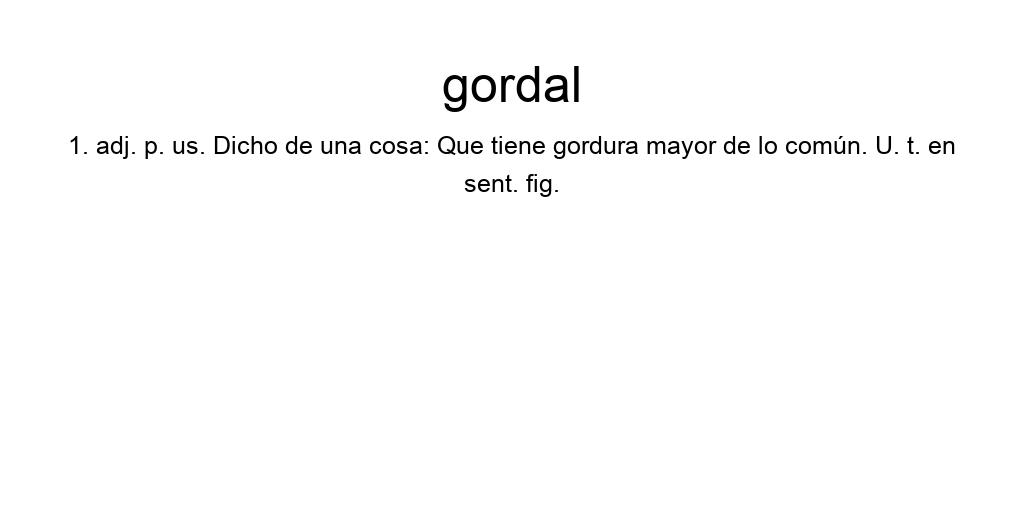 gordal
1. adj. p. us. Dicho de una cosa: Que tiene gordura mayor de lo común. U. t. en
sent. fig.